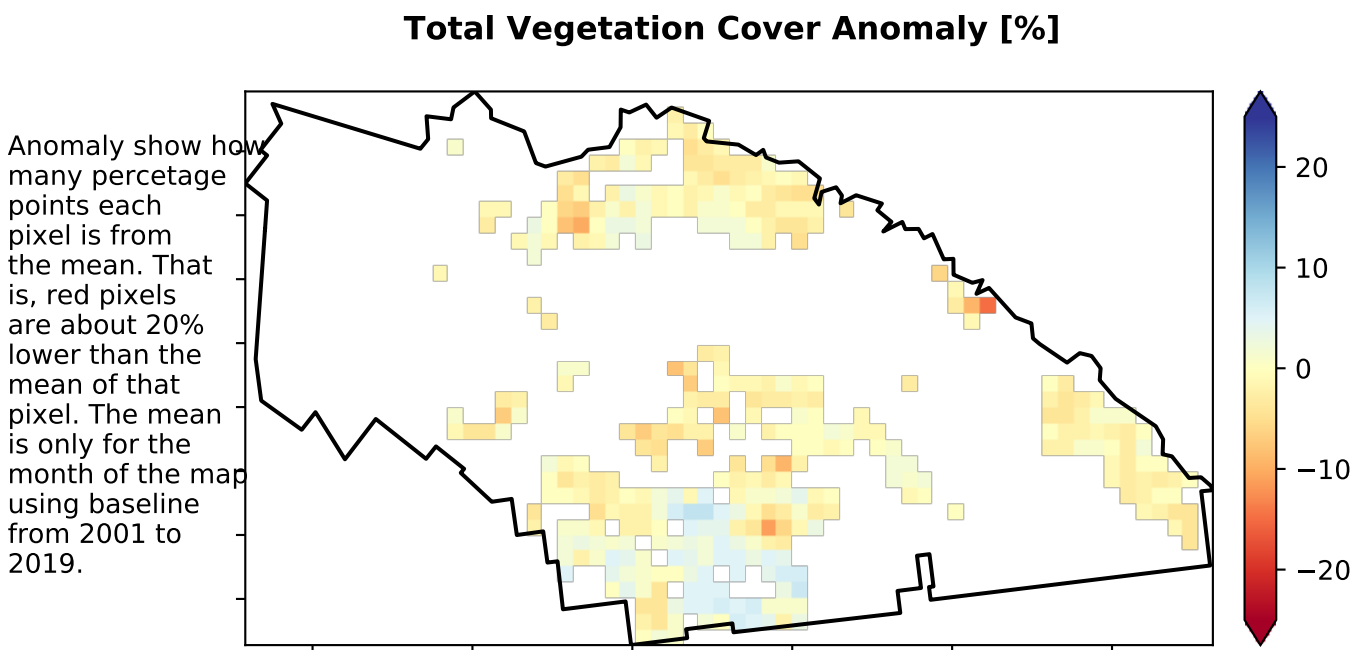 Total Vegetation Cover Anomaly [%]
Anomaly show how
many percetage
points each
pixel is from
the mean. That
is, red pixels
are about 20%
lower than the
mean of that
pixel. The mean
is only for the
month of the map
using baseline
from 2001 to
2019.
20
10
0
−10
−20